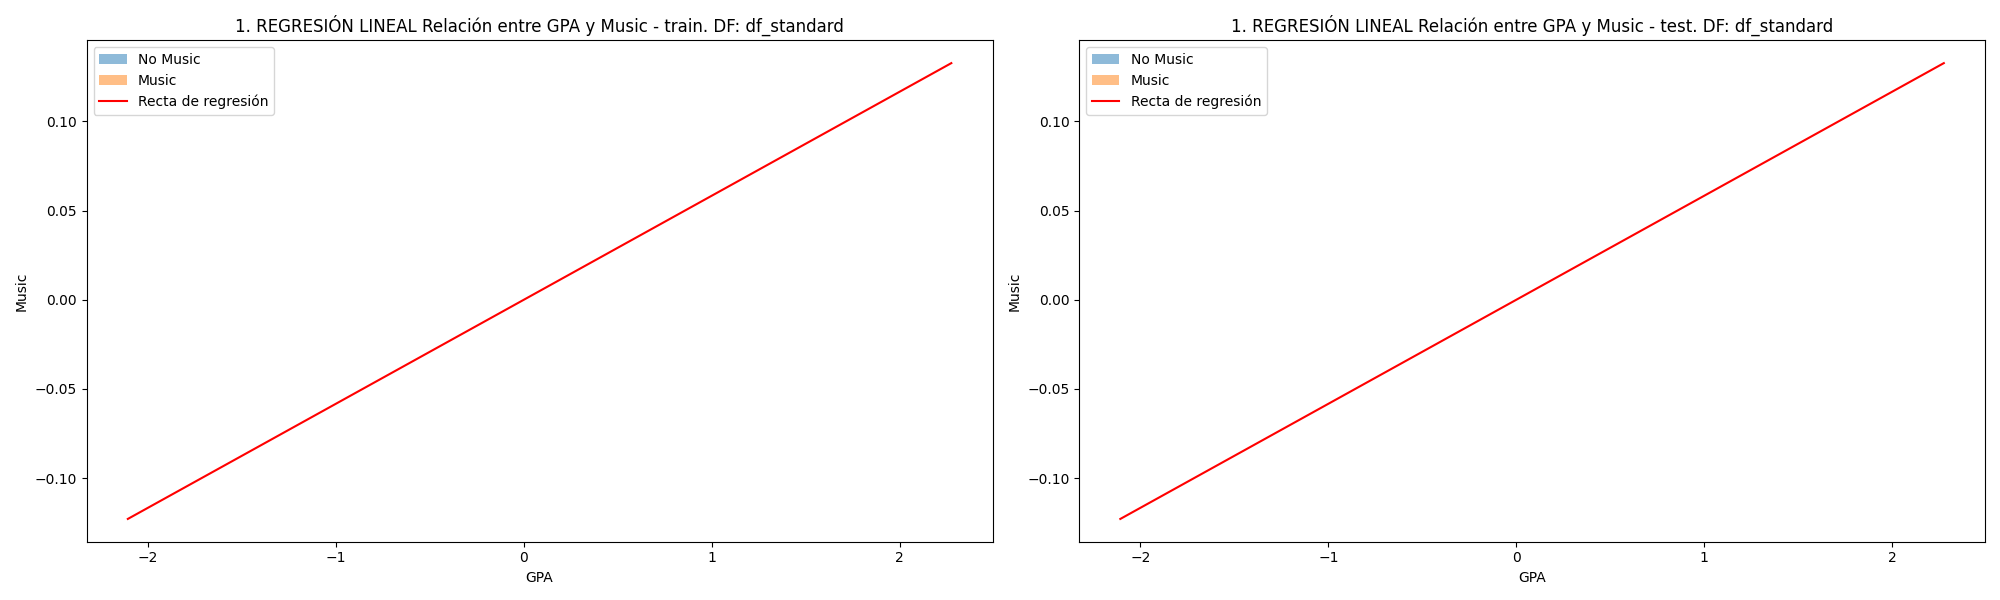 1. REGRESIÓN LINEAL Relación entre GPA y Music - train. DF: df_standard
No Music
Music
Recta de regresión
0.10
0.05
0.00
−0.05
−0.10
Music
−2
−1
0
1
2
GPA
1. REGRESIÓN LINEAL Relación entre GPA y Music - test. DF: df_standard
No Music
Music
Recta de regresión
0.10
0.05
0.00
−0.05
−0.10
Music
−2
−1
0
1
2
GPA